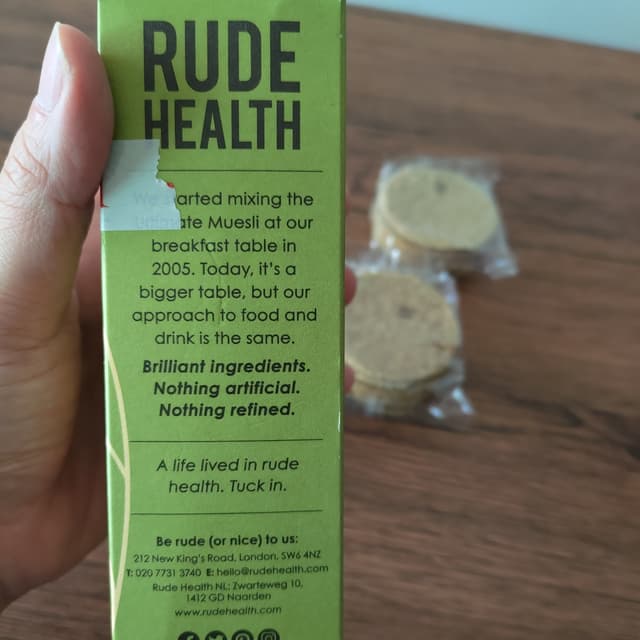 RUDE
HEALTH
We started mixing the
ultimate Muesli at our
breakfast table in
2005. Today, it's a
bigger table, but our
approach to food and
drink is the same.
Brilliant ingredients.
Nothing artificial.
Nothing refined.
A life lived in rude
health. Tuck in.
Be rude (or nice) to us:
212 New King's Road, London, SW6 4NZ
T: 020 7731 3740 E: hello@rudehealth.com
Rude Health NL: Zwarteweg 10,
1412 GD Naarden
www.rudehealth.com